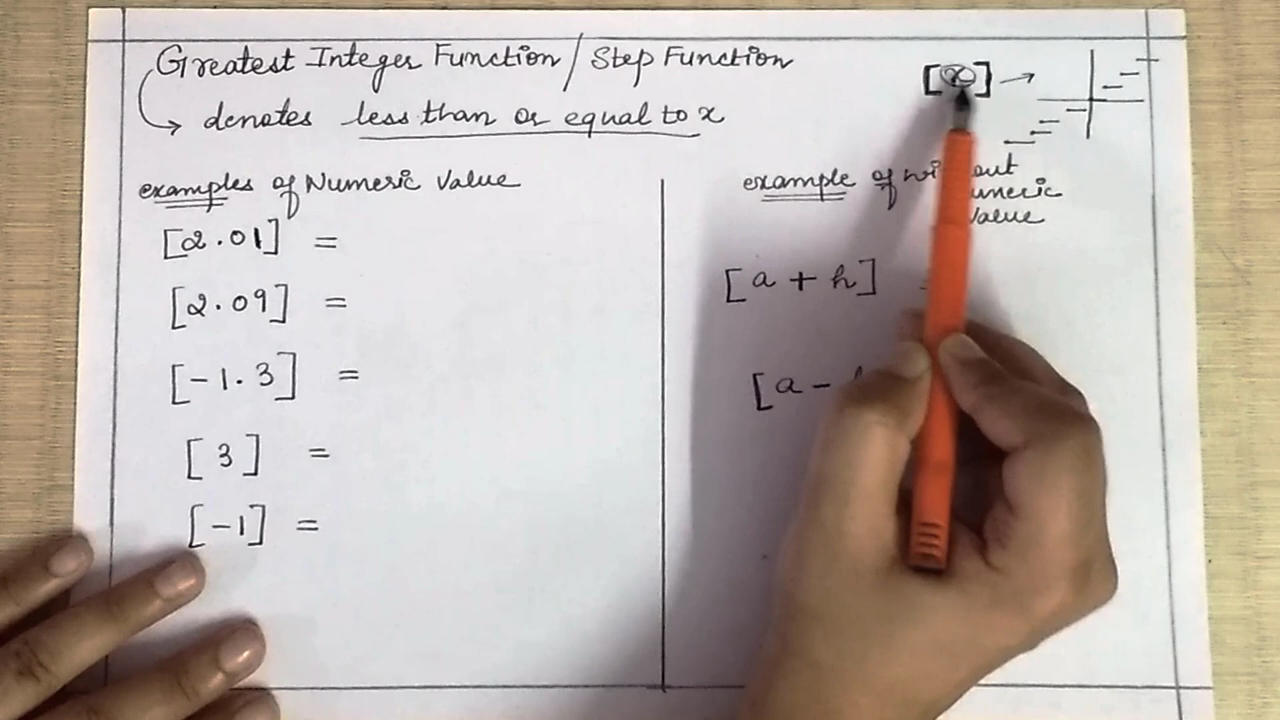 Greatest Integer Function / Step Function
denotes less than or equal to x
[x]
examples of Numeric Value
[2.01] =
[2.09] =
[-1.3] =
[3] =
[-1] =
example of
Value
[a + h]
[a -